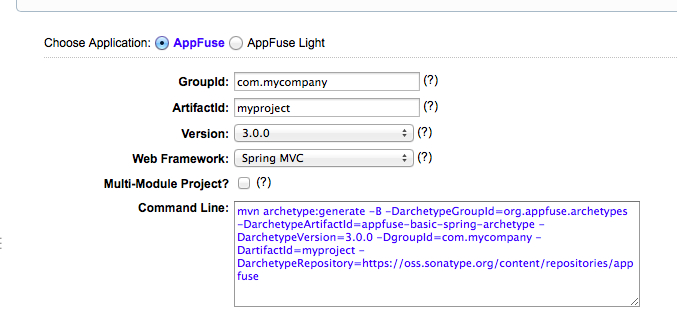 Choose Application: AppFuse AppFuse Light
GroupId: com.mycompany (?)
ArtifactId: myproject (?)
Version: 3.0.0 (?)
Web Framework: Spring MVC (?)
Multi-Module Project? (?)
Command Line: mvn archetype:generate -B -DarchetypeGroupId=org.appfuse.archetypes
-DarchetypeArtifactId=appfuse-basic-spring-archetype -
DarchetypeVersion=3.0.0 -DgroupId=com.mycompany -
DartifactId=myproject -
DarchetypeRepository=https://oss.sonatype.org/content/repositories/app
fuse